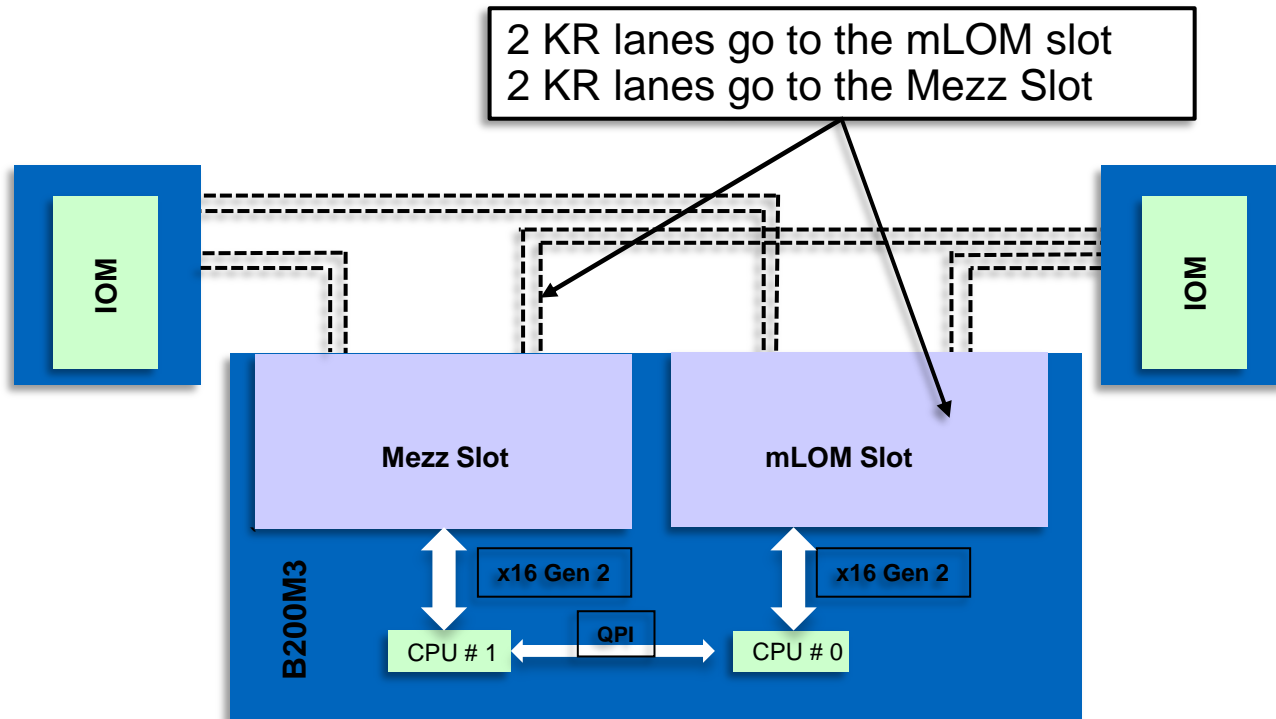 2 KR lanes go to the mLOM slot
2 KR lanes go to the Mezz Slot
IOM
IOM
Mezz Slot
mLOM Slot
x16 Gen 2
x16 Gen 2
B200M3
QPI
CPU # 1
CPU # 0